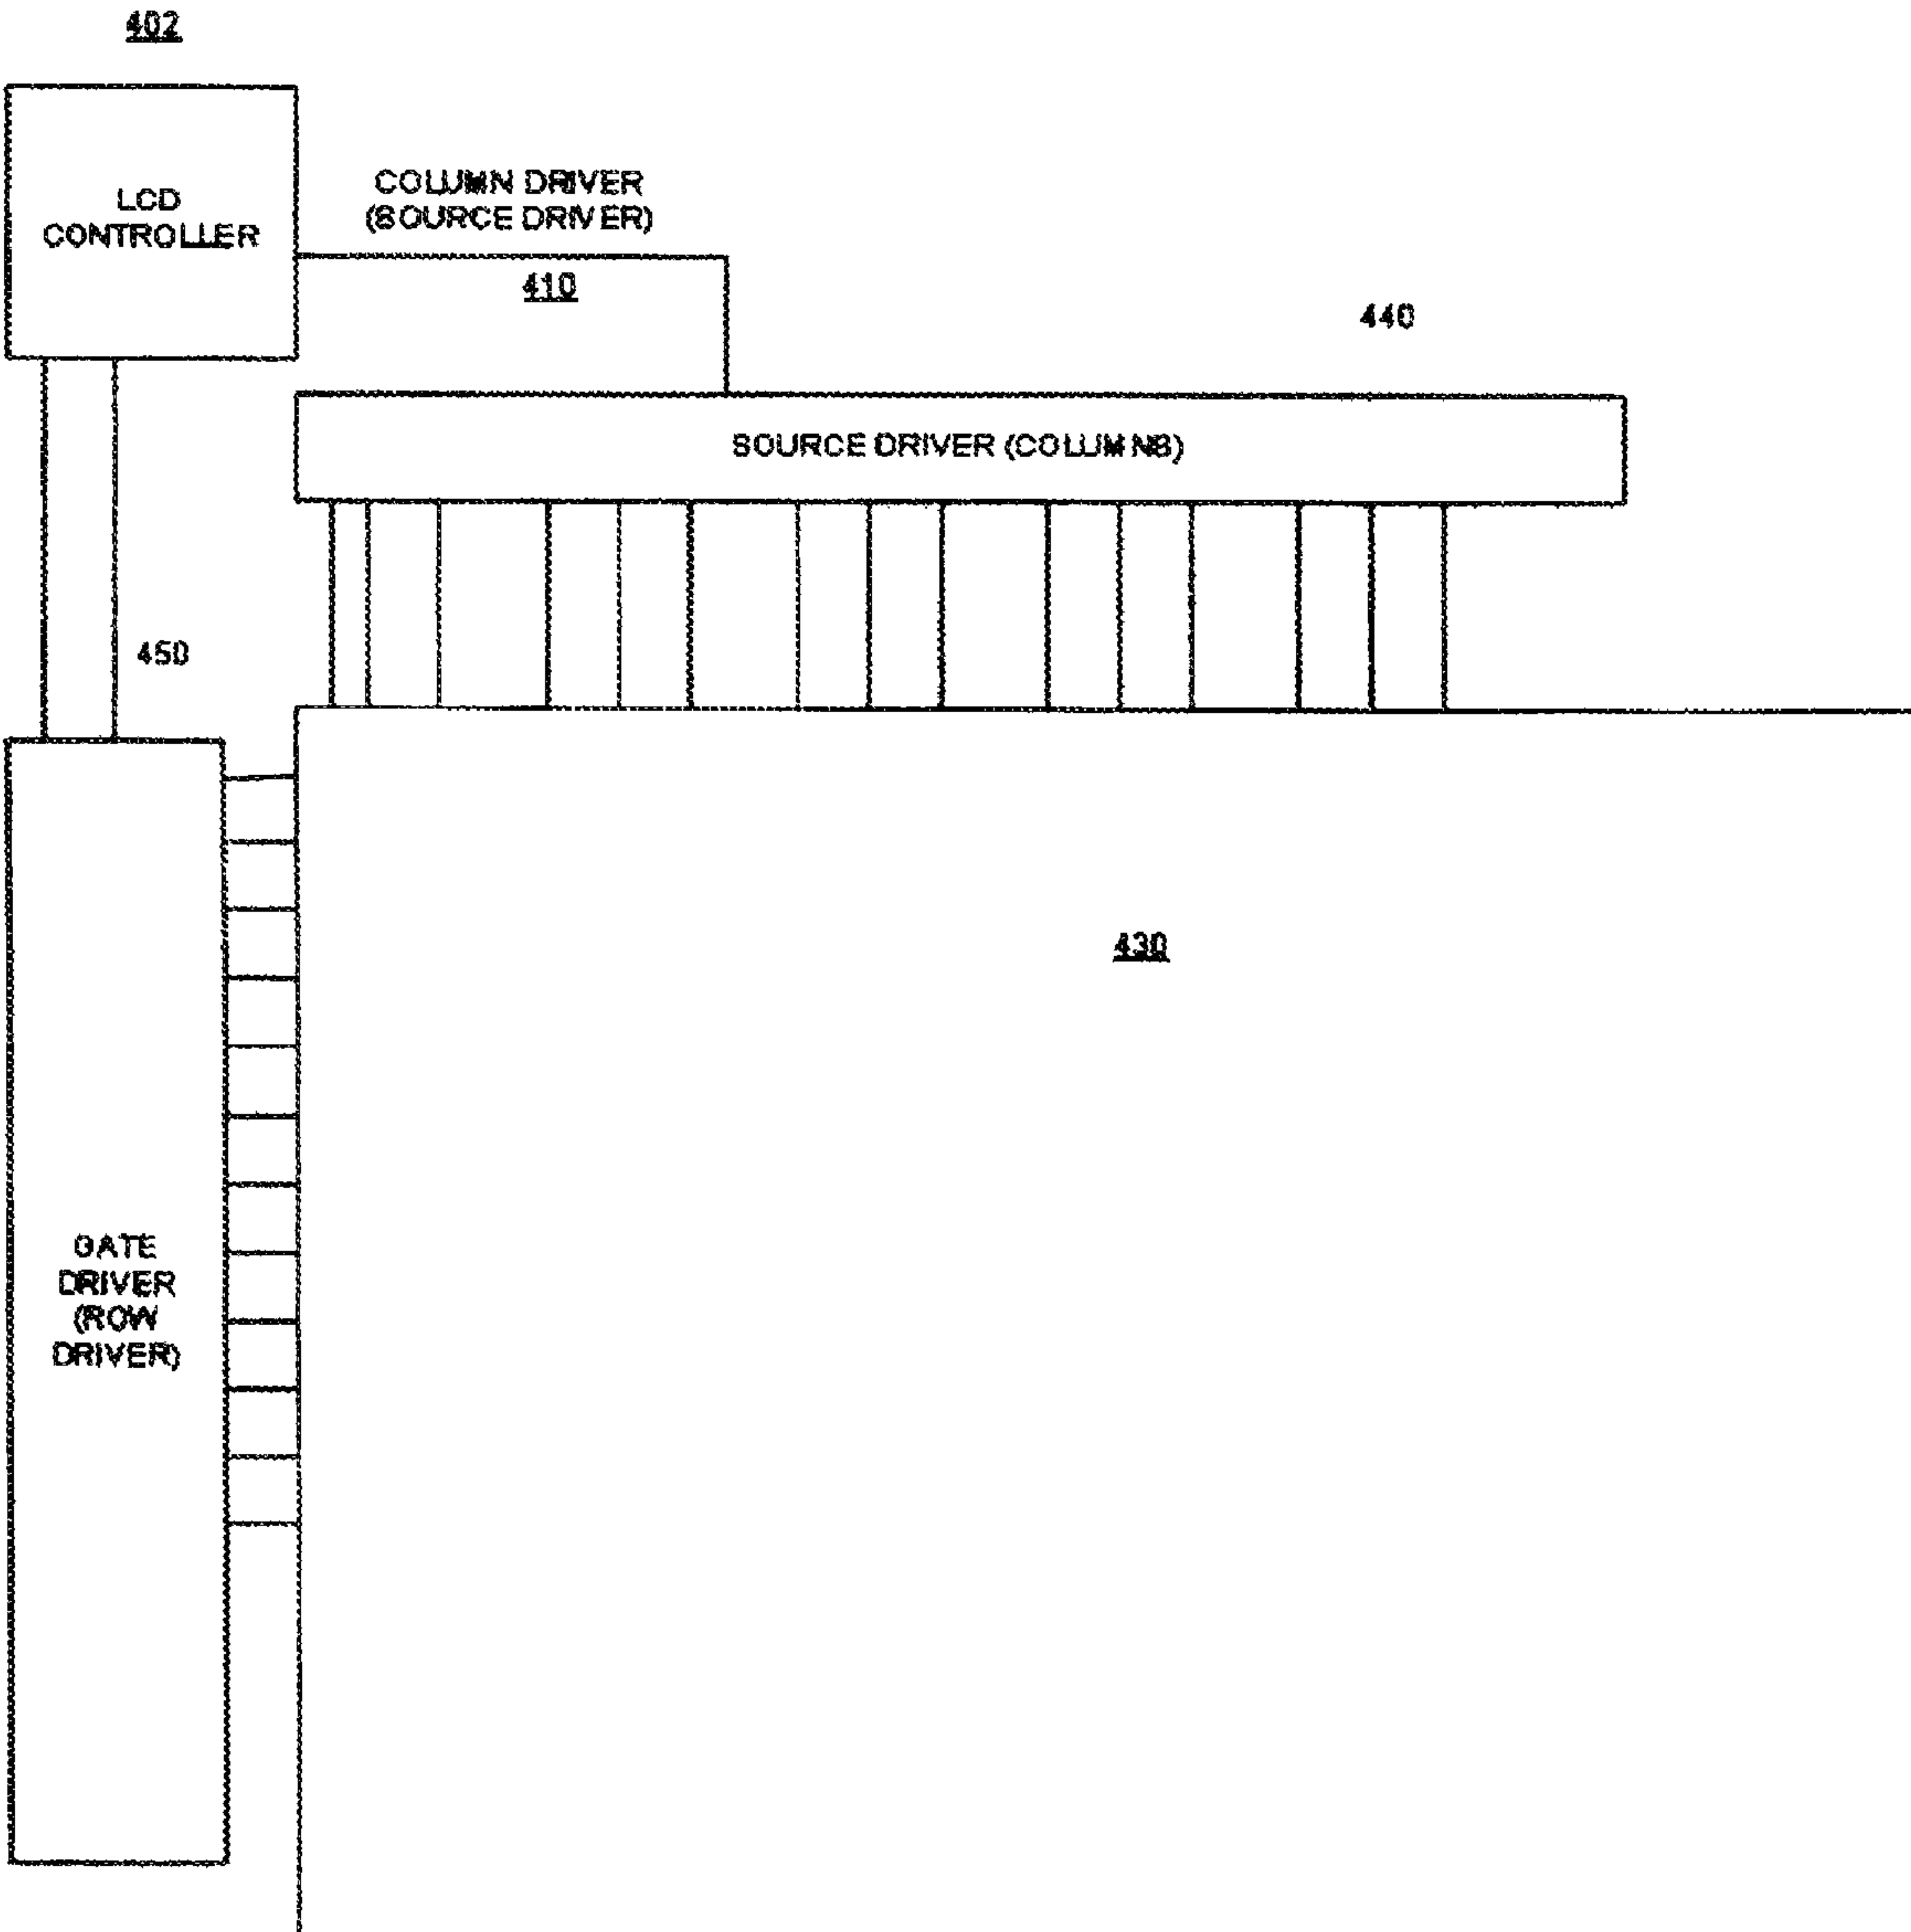 402
LCD
CONTROLLER
COLUMN DRIVER
(SOURCE DRIVER)
410
440
SOURCE DRIVER (COLUMNS)
450
430
GATE
DRIVER
(ROW
DRIVER)